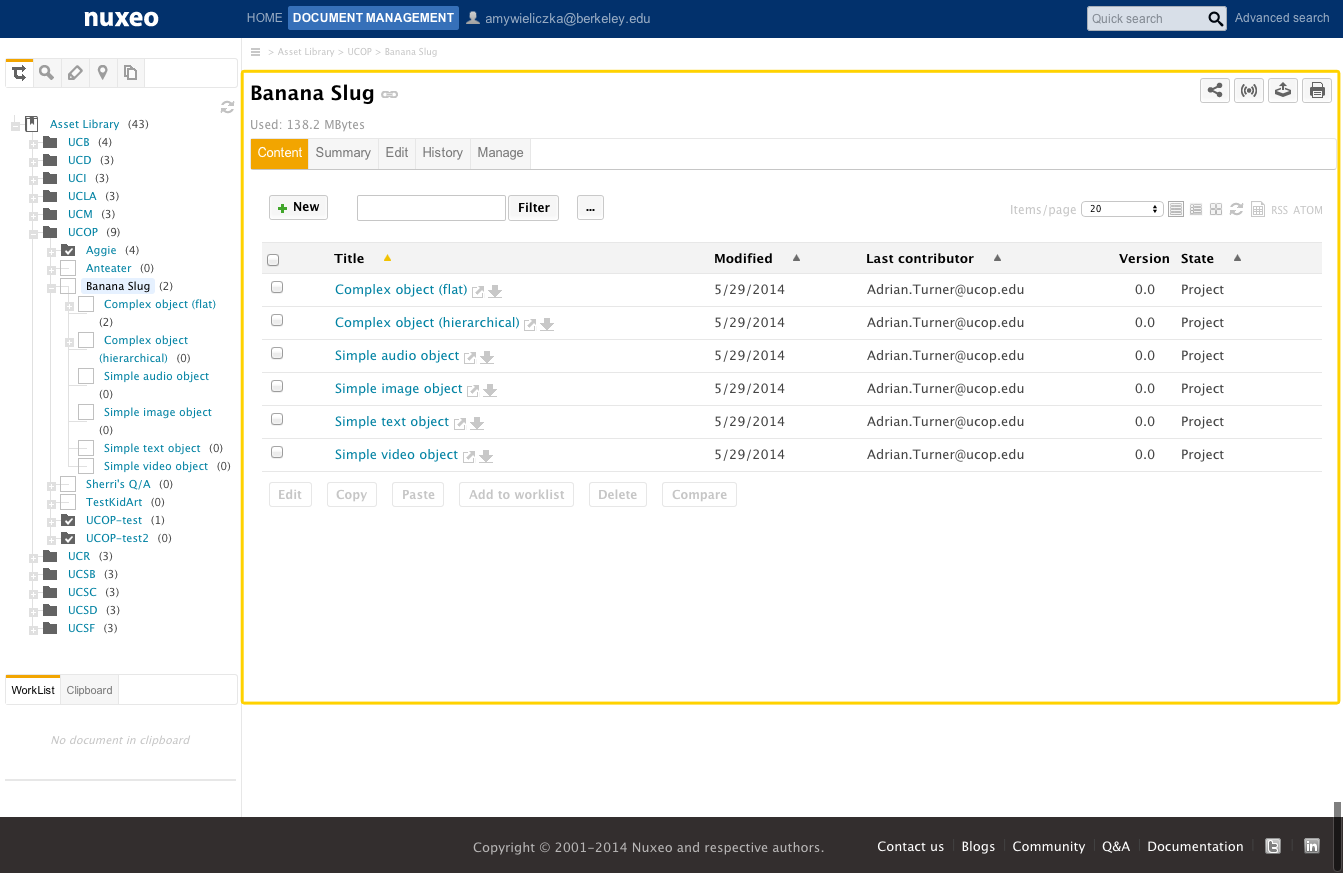 nuxeo HOME DOCUMENT MANAGEMENT amywieliczka@berkeley.edu Quick search Advanced search
> Asset Library > UCOP > Banana Slug
Asset Library (43)
UCB (4)
UCD (3)
UCI (3)
UCLA (3)
UCM (3)
UCOP (9)
Aggie (4)
Anteater (0)
Banana Slug (2)
Complex object (flat)
(2)
Complex object
(hierarchical) (0)
Simple audio object
(0)
Simple image object
(0)
Simple text object (0)
Simple video object (0)
Sherri's Q/A (0)
TestKidArt (0)
UCOP-test (1)
UCOP-test2 (0)
UCR (3)
UCSB (3)
UCSC (3)
UCSD (3)
UCSF (3)
WorkList Clipboard
No document in clipboard
Banana Slug
Used: 138.2 MBytes
Content Summary Edit History Manage
New Filter ... Items/page 20 RSS ATOM
Title Modified Last contributor Version State
Complex object (flat) 5/29/2014 Adrian.Turner@ucop.edu 0.0 Project
Complex object (hierarchical) 5/29/2014 Adrian.Turner@ucop.edu 0.0 Project
Simple audio object 5/29/2014 Adrian.Turner@ucop.edu 0.0 Project
Simple image object 5/29/2014 Adrian.Turner@ucop.edu 0.0 Project
Simple text object 5/29/2014 Adrian.Turner@ucop.edu 0.0 Project
Simple video object 5/29/2014 Adrian.Turner@ucop.edu 0.0 Project
Edit Copy Paste Add to worklist Delete Compare
Copyright © 2001-2014 Nuxeo and respective authors. Contact us Blogs Community Q&A Documentation